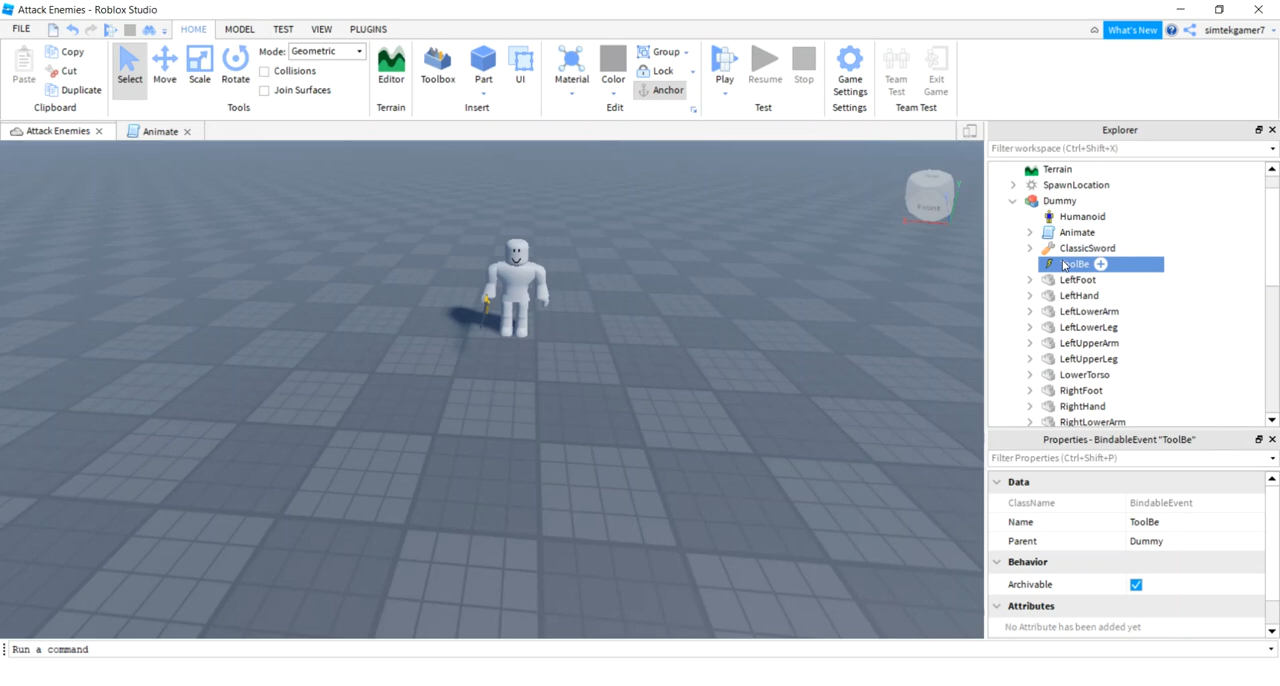 Attack Enemies - Roblox Studio
FILE HOME MODEL TEST VIEW PLUGINS What's New simtekgamer7
Paste Copy Cut Duplicate Clipboard
Select Move Scale Rotate Mode: Geometric Collisions Join Surfaces Tools
Editor Terrain
Toolbox Part UI Insert
Material Color Group Lock Anchor Edit
Play Resume Stop Test
Game Settings Settings
Team Test Exit Game Team Test
Attack Enemies Animate
Explorer
Filter workspace (Ctrl+Shift+X)
Terrain
SpawnLocation
Dummy
Humanoid
Animate
ClassicSword
ToolBe
LeftFoot
LeftHand
LeftLowerArm
LeftLowerLeg
LeftUpperArm
LeftUpperLeg
LowerTorso
RightFoot
RightHand
RightLowerArm
Properties - BindableEvent "ToolBe"
Filter Properties (Ctrl+Shift+P)
Data
ClassName BindableEvent
Name ToolBe
Parent Dummy
Behavior
Archivable
Attributes
No Attribute has been added yet
Run a command